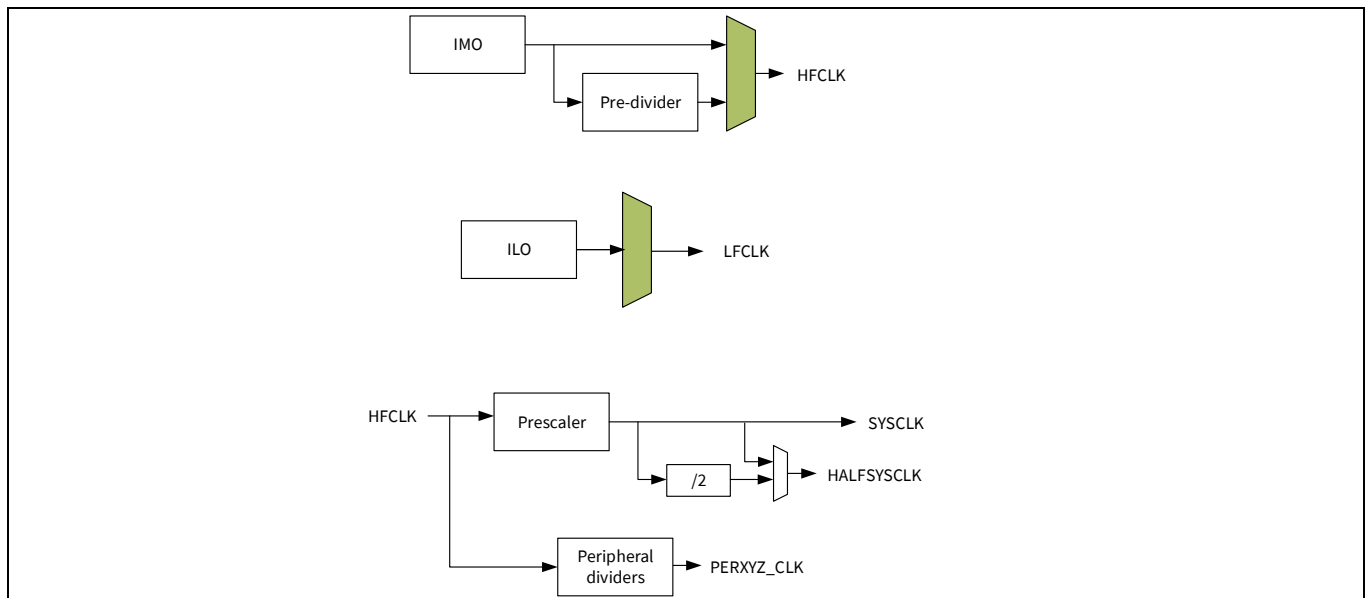 IMO
HFCLK
Pre-divider
ILO
LFCLK
HFCLK
Prescaler
SYSCLK
/2
HALFSYSCLK
Peripheral
dividers
PERXYZ_CLK